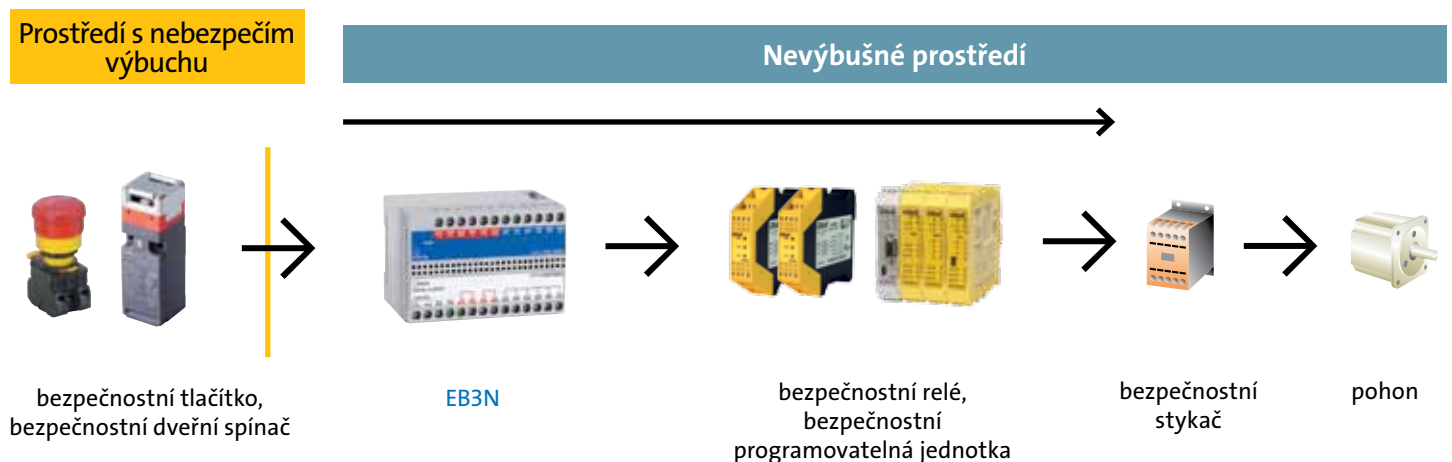 Prostředí s nebezpečím
výbuchu
Nevýbušné prostředí
bezpečnostní tlačítko,
bezpečnostní dveřní spínač
EB3N
bezpečnostní relé,
bezpečnostní
programovatelná jednotka
bezpečnostní
stykač
pohon